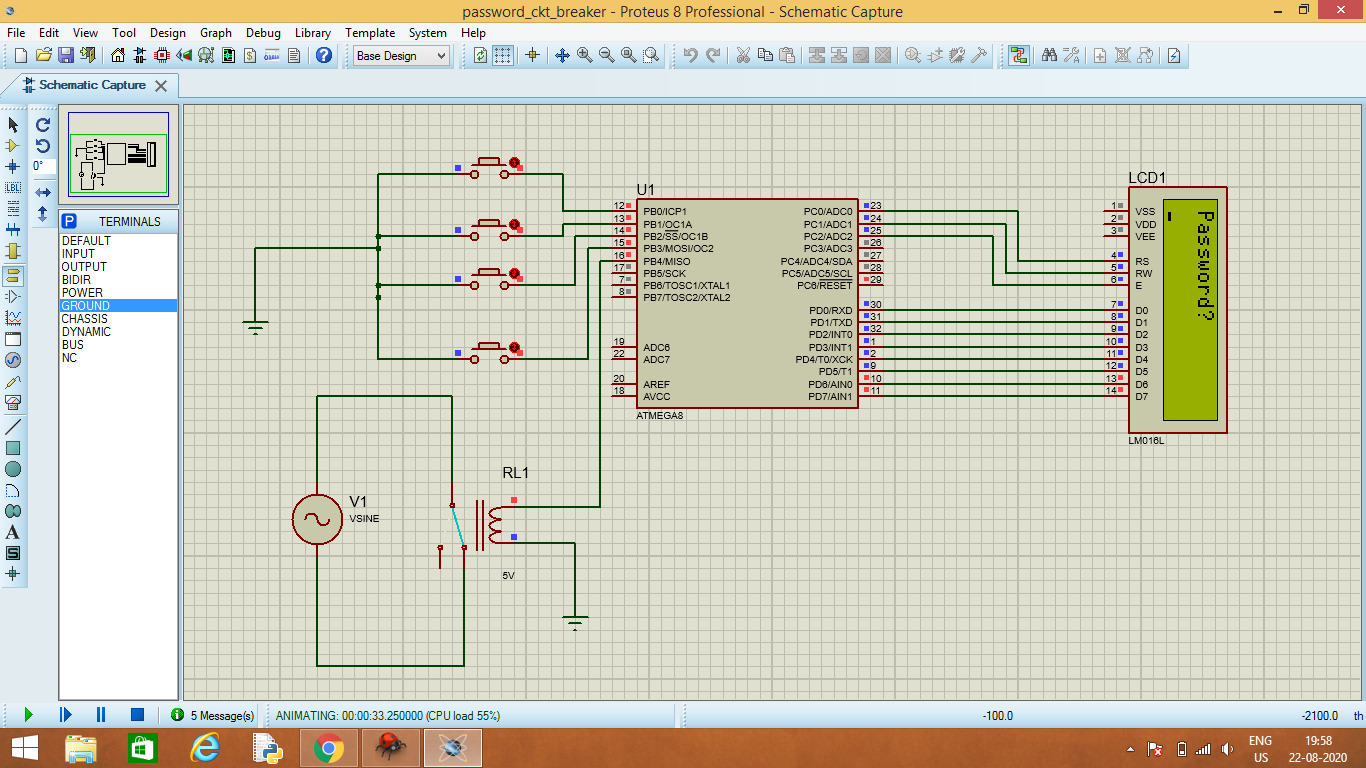 password_ckt_breaker - Proteus 8 Professional - Schematic Capture
File Edit View Tool Design Graph Debug Library Template System Help
Base Design
Schematic Capture
0°
P TERMINALS
DEFAULT
INPUT
OUTPUT
BIDIR
POWER
GROUND
CHASSIS
DYNAMIC
BUS
NC
LBL
A
S
U1
12 PB0/ICP1
13 PB1/OC1A
14 PB2/SS/OC1B
15 PB3/MOSI/OC2
16 PB4/MISO
17 PB5/SCK
7 PB6/TOSC1/XTAL1
8 PB7/TOSC2/XTAL2
19 ADC6
22 ADC7
20 AREF
18 AVCC
PC0/ADC0 23
PC1/ADC1 24
PC2/ADC2 25
PC3/ADC3 26
PC4/ADC4/SDA 27
PC5/ADC5/SCL 28
PC6/RESET 29
PD0/RXD 30
PD1/TXD 31
PD2/INT0 32
PD3/INT1 1
PD4/T0/XCK 2
PD5/T1 9
PD6/AIN0 10
PD7/AIN1 11
ATMEGA8
LCD1
1 VSS
2 VDD
3 VEE
4 RS
5 RW
6 E
7 D0
8 D1
9 D2
10 D3
11 D4
12 D5
13 D6
14 D7
Password?
LM016L
RL1
5V
V1
VSINE
5 Message(s)
ANIMATING: 00:00:33.250000 (CPU load 55%)
-100.0
-2100.0 th
ENG
US
19:58
22-08-2020